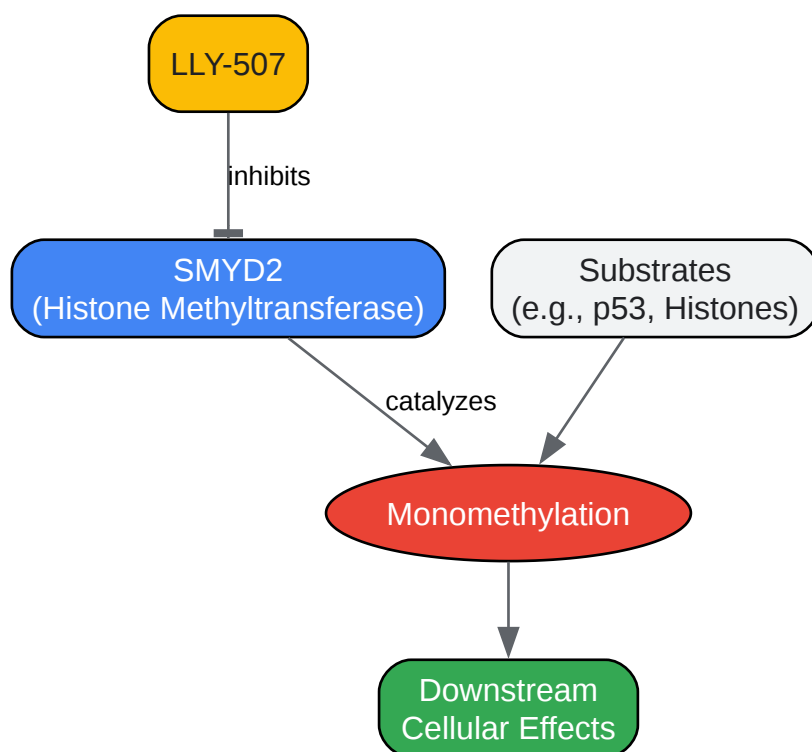 LLY-507
inhibits
SMYD2
(Histone Methyltransferase)
Substrates
(e.g., p53, Histones)
catalyzes
Monomethylation
Downstream
Cellular Effects